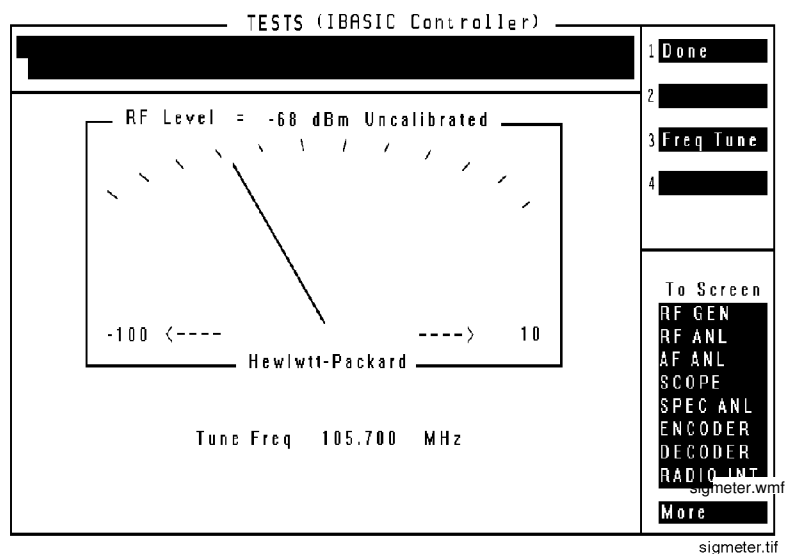 TESTS (IBASIC Controller)
RF Level = -68 dBm Uncalibrated
-100 <---- ----> 10
Hewlwtt-Packard
Tune Freq 105.700 MHz
1 Done
2
3 Freq Tune
4
To Screen
RF GEN
RF ANL
AF ANL
SCOPE
SPEC ANL
ENCODER
DECODER
RADIO INT
sigmeter.wmf
More
sigmeter.tif